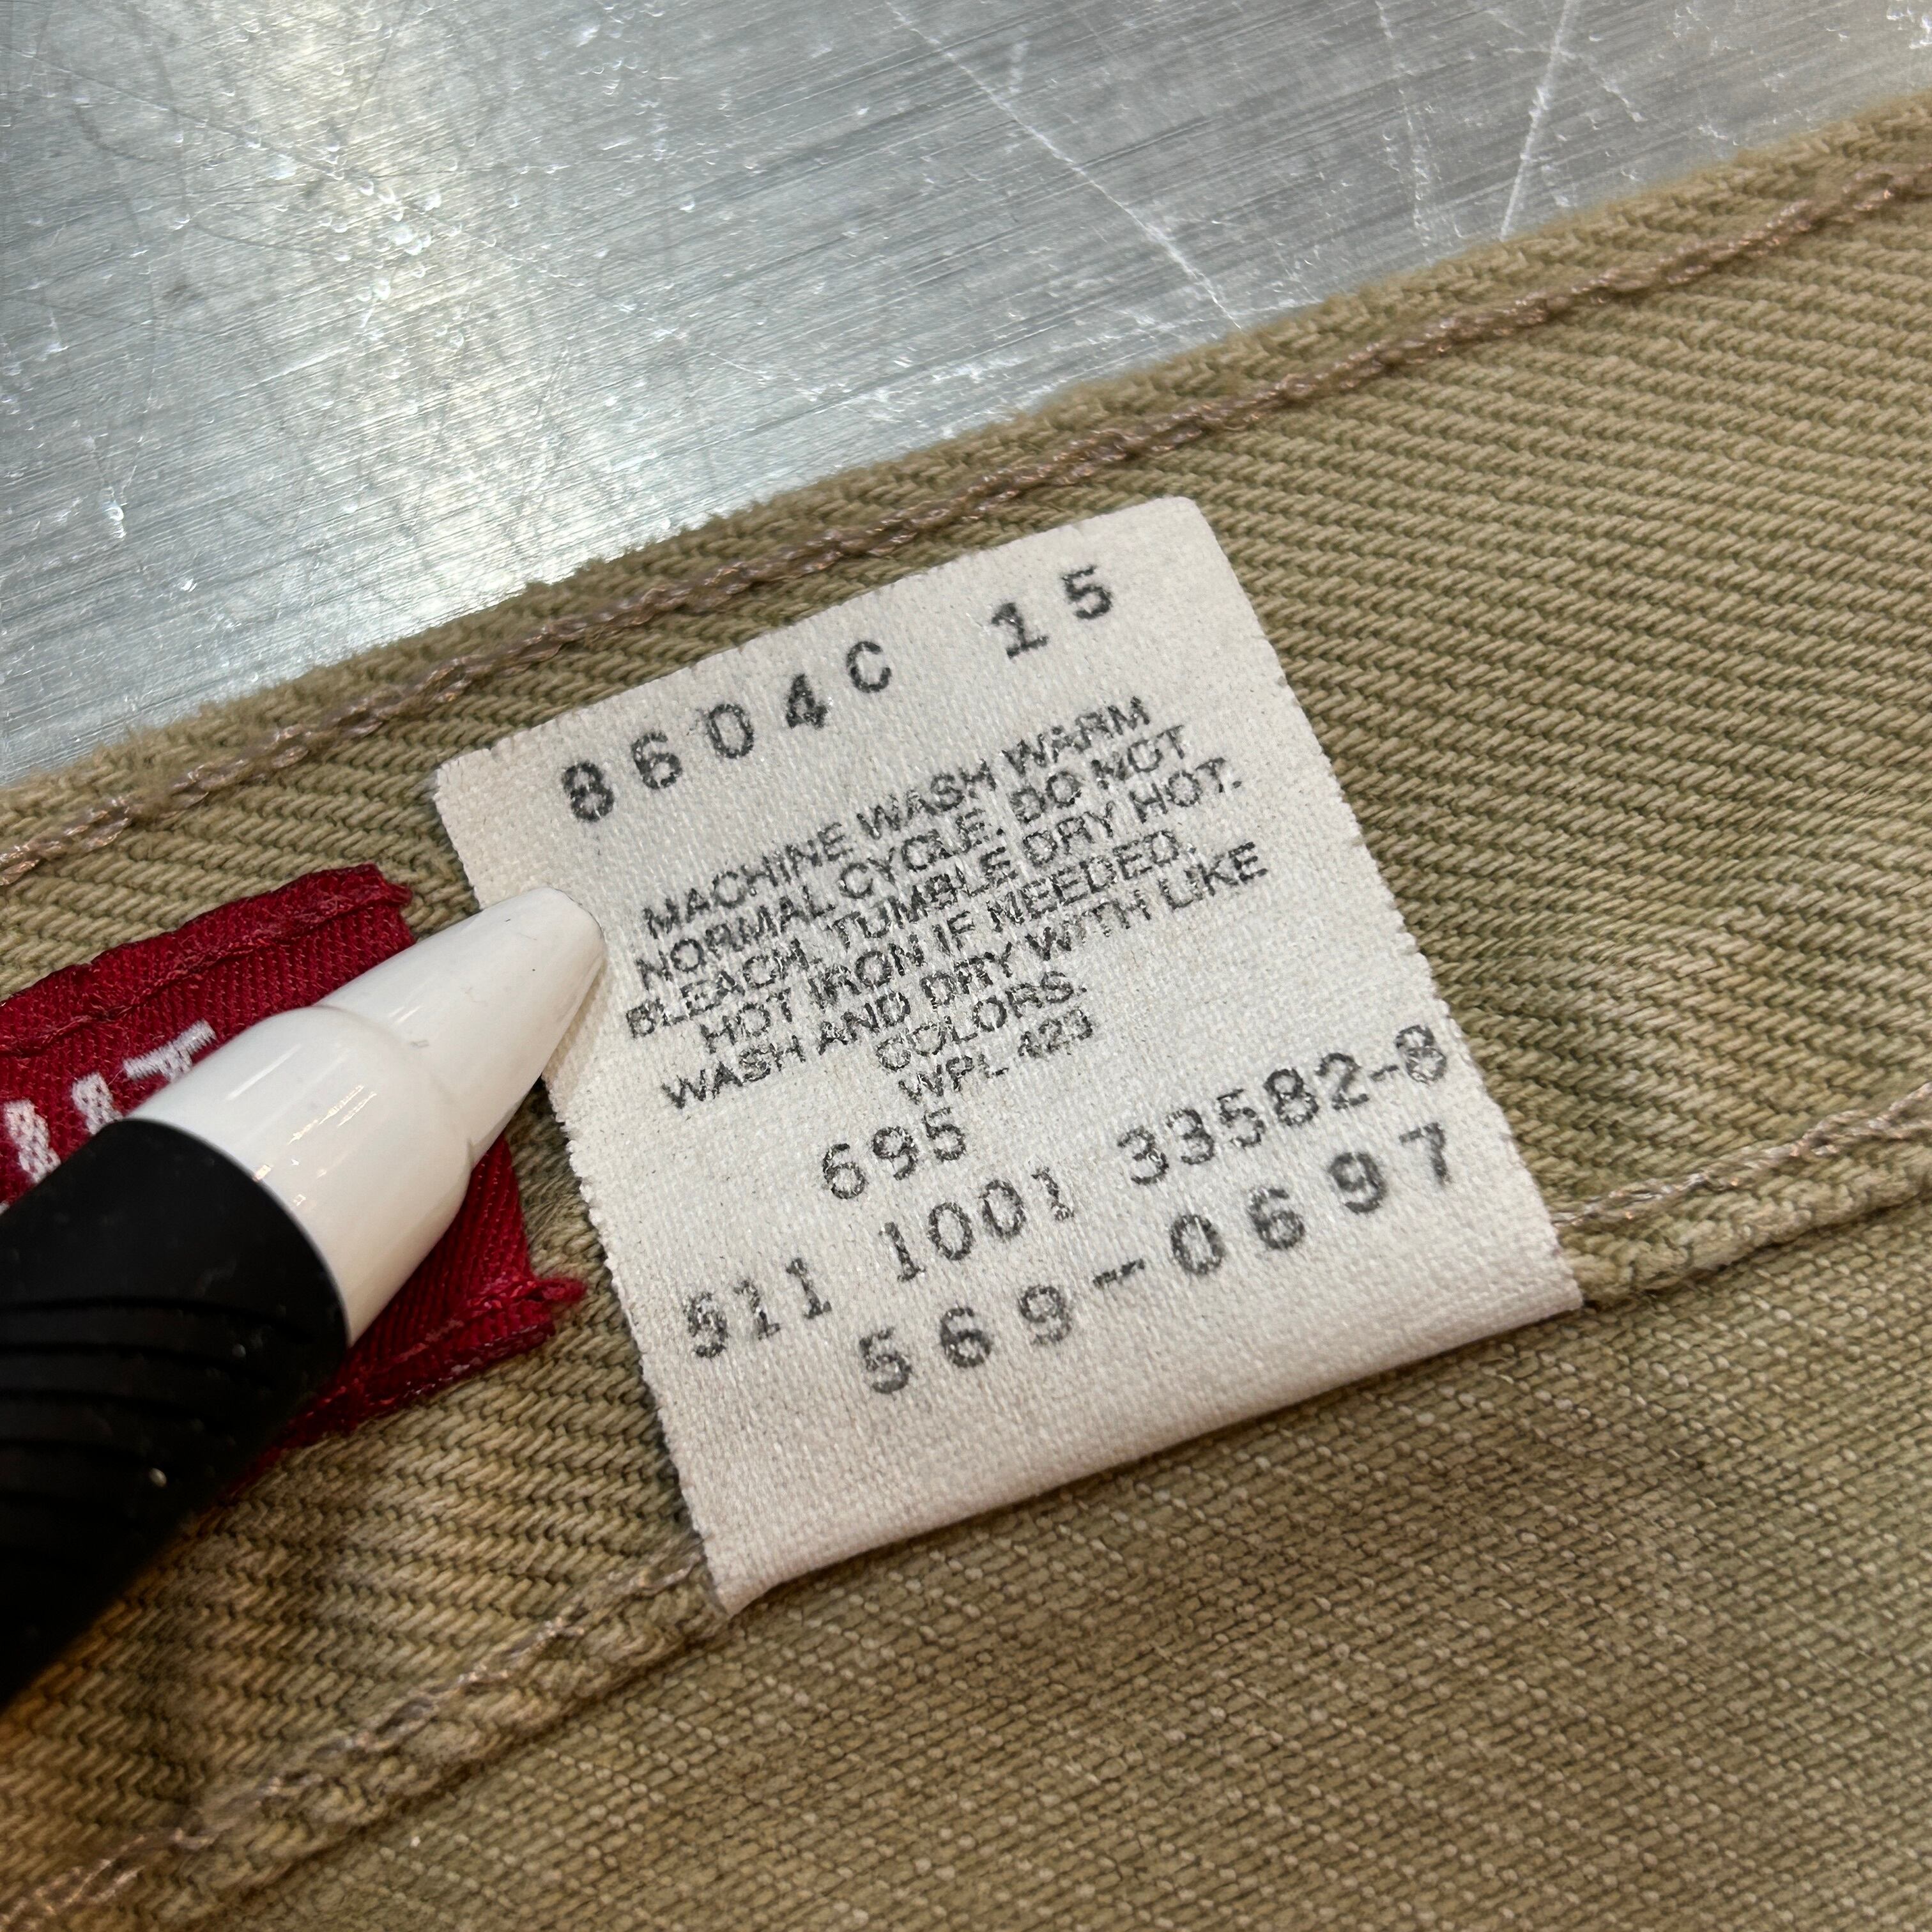 8604C 15
MACHINE WASH WARM
NORMAL CYCLE. DO NOT
BLEACH. TUMBLE DRY HOT.
HOT IRON IF NEEDED.
WASH AND DRY WITH LIKE
COLORS.
WPL 423
695
511 1001 33582-8
569-0697